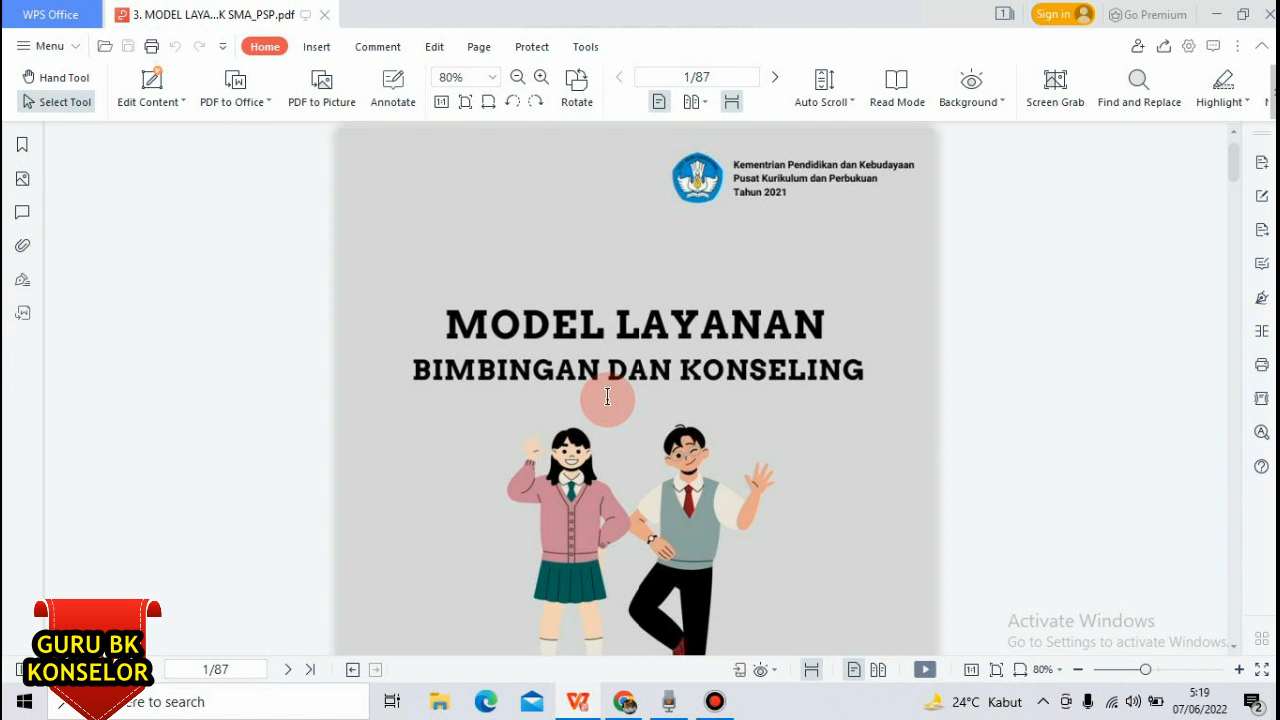 WPS Office
3. MODEL LAYA...K SMA_PSP.pdf
1
Sign in
Go Premium
Menu
Home
Insert
Comment
Edit
Page
Protect
Tools
Hand Tool
Select Tool
Edit Content
PDF to Office
PDF to Picture
Annotate
80%
Rotate
1/87
Auto Scroll
Read Mode
Background
Screen Grab
Find and Replace
Highlight
Kementrian Pendidikan dan Kebudayaan
Pusat Kurikulum dan Perbukuan
Tahun 2021
MODEL LAYANAN
BIMBINGAN DAN KONSELING
Activate Windows
Go to Settings to activate Windows.
GURU BK
KONSELOR
1/87
80%
ere to search
24°C Kabut
5:19
07/06/2022
2